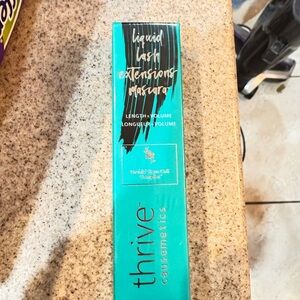 liquid
lash
extensions
mascara
LENGTH + VOLUME
LONGUEUR + VOLUME
thrive
causemetics